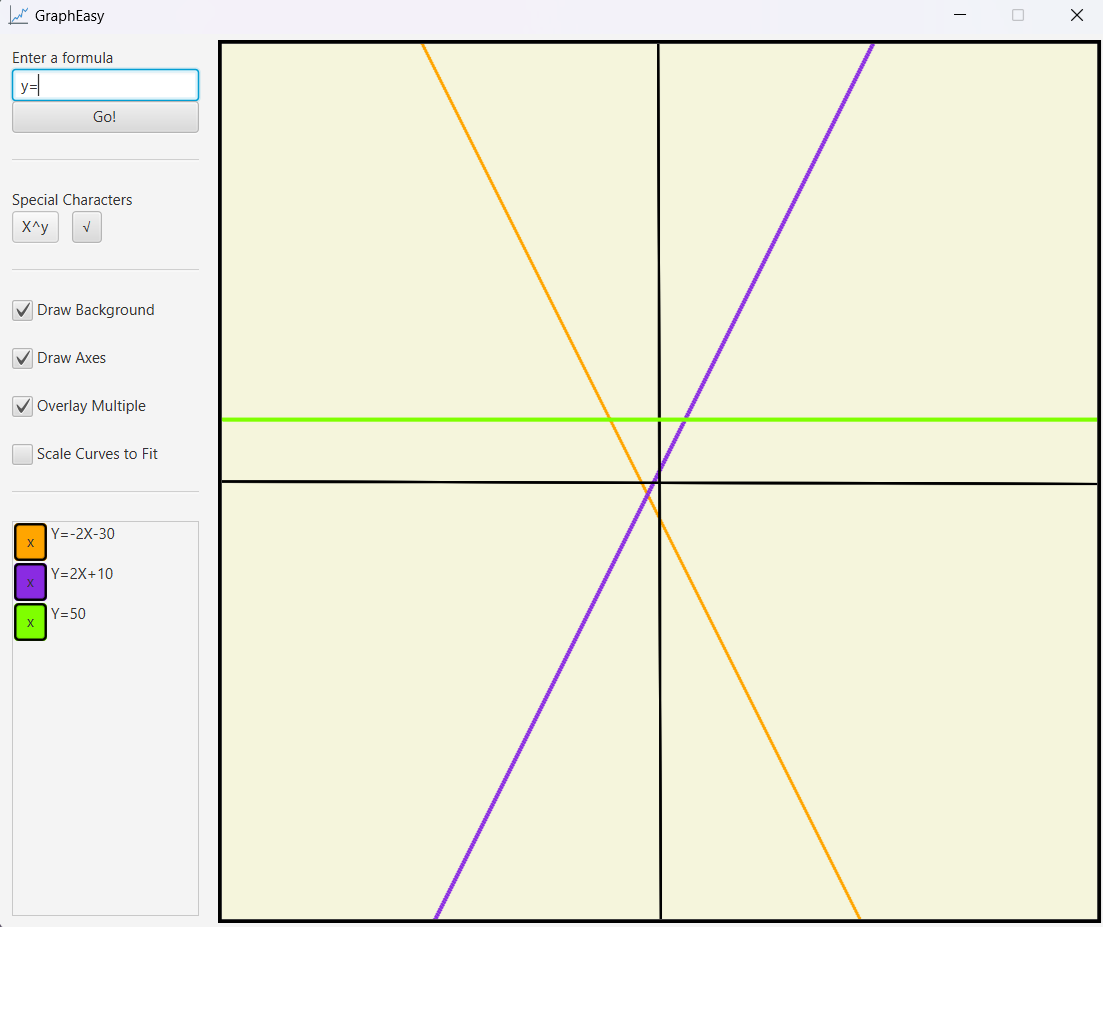 GraphEasy
Enter a formula
y=
Go!
Special Characters
X^y √
Draw Background
Draw Axes
Overlay Multiple
Scale Curves to Fit
x Y=-2X-30
x Y=2X+10
x Y=50